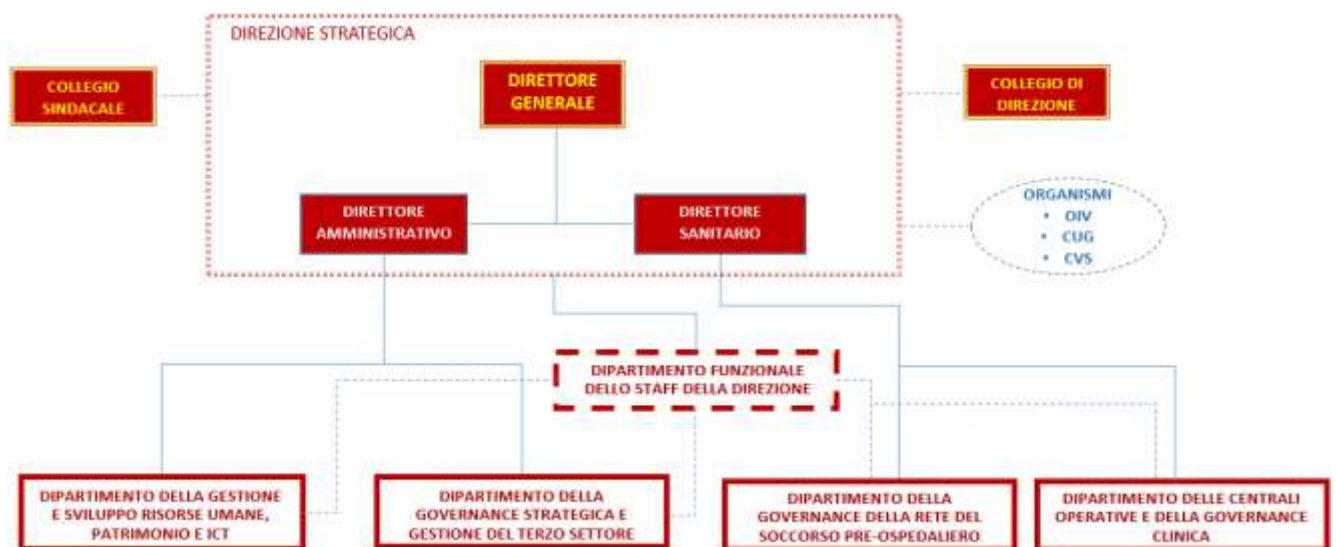 DIREZIONE STRATEGICA
COLLEGIO
SINDACALE
DIRETTORE
GENERALE
COLLEGIO DI
DIREZIONE
DIRETTORE
AMMINISTRATIVO
DIRETTORE
SANITARIO
ORGANISMI
• OIV
• CUG
• CVS
DIPARTIMENTO FUNZIONALE
DELLO STAFF DELLA DIREZIONE
DIPARTIMENTO DELLA GESTIONE
E SVILUPPO RISORSE UMANE,
PATRIMONIO E ICT
DIPARTIMENTO DELLA
GOVERNANCE STRATEGICA E
GESTIONE DEL TERZO SETTORE
DIPARTIMENTO DELLA
GOVERNANCE DELLA RETE DEL
SOCCORSO PRE-OSPEDALIERO
DIPARTIMENTO DELLE CENTRALI
OPERATIVE E DELLA GOVERNANCE
CLINICA